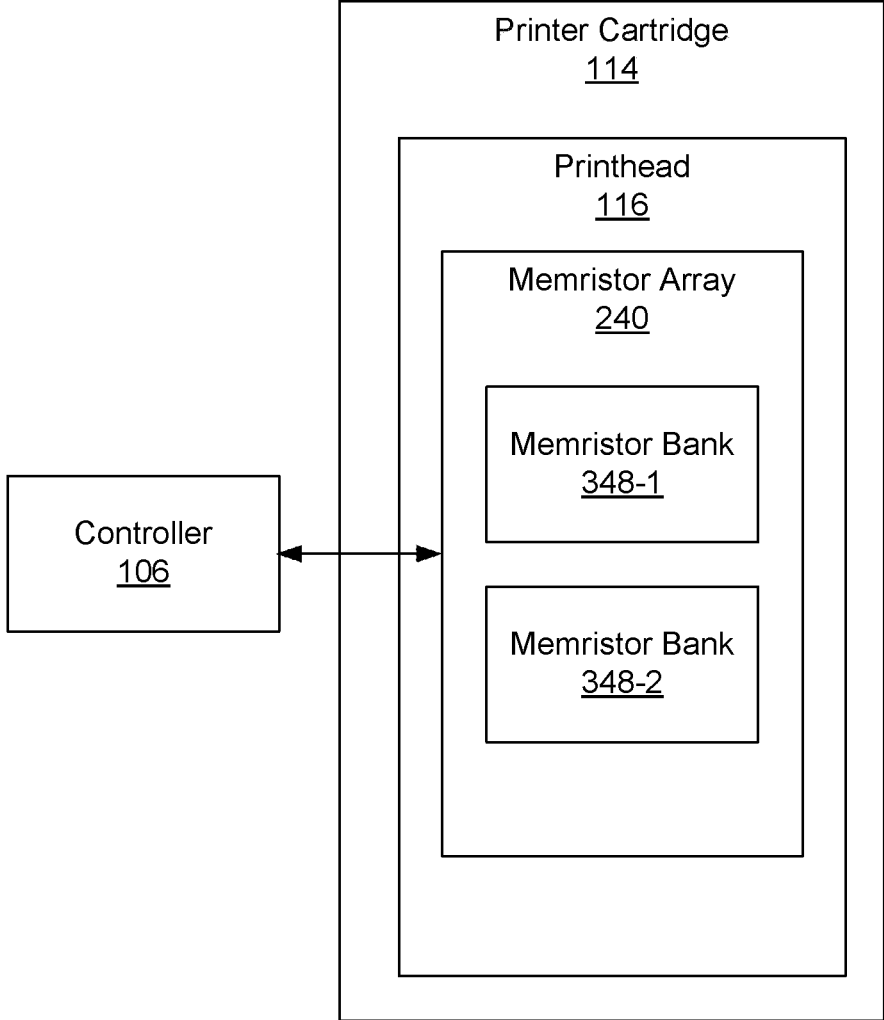 Printer Cartridge
114
Printhead
116
Memristor Array
240
Memristor Bank
348-1
Controller
106
Memristor Bank
348-2